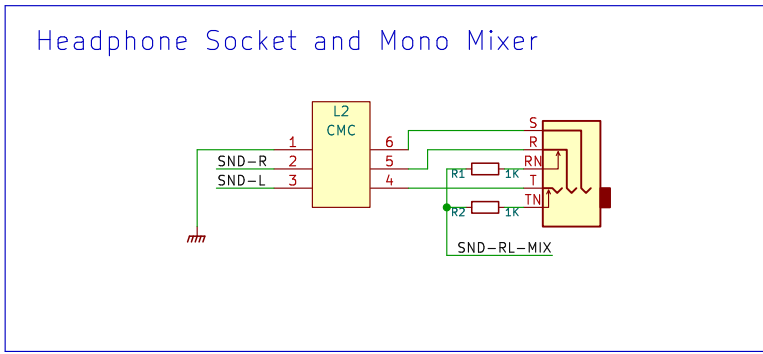 Headphone Socket and Mono Mixer
L2
CMC
1
2
3
6
5
4
SND-R
SND-L
S
R
RN
T
TN
R1
1K
R2
1K
SND-RL-MIX